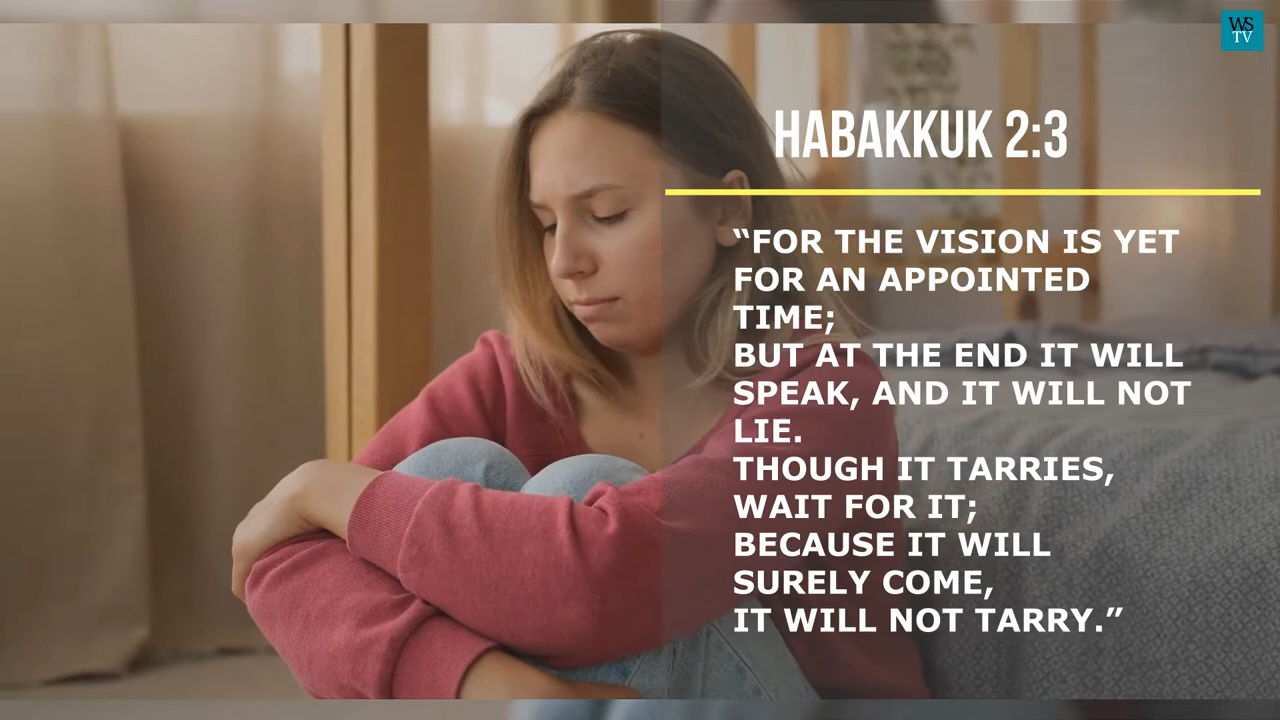 WS
TV
HABAKKUK 2:3
“FOR THE VISION IS YET
FOR AN APPOINTED
TIME;
BUT AT THE END IT WILL
SPEAK, AND IT WILL NOT
LIE.
THOUGH IT TARRIES,
WAIT FOR IT;
BECAUSE IT WILL
SURELY COME,
IT WILL NOT TARRY.”